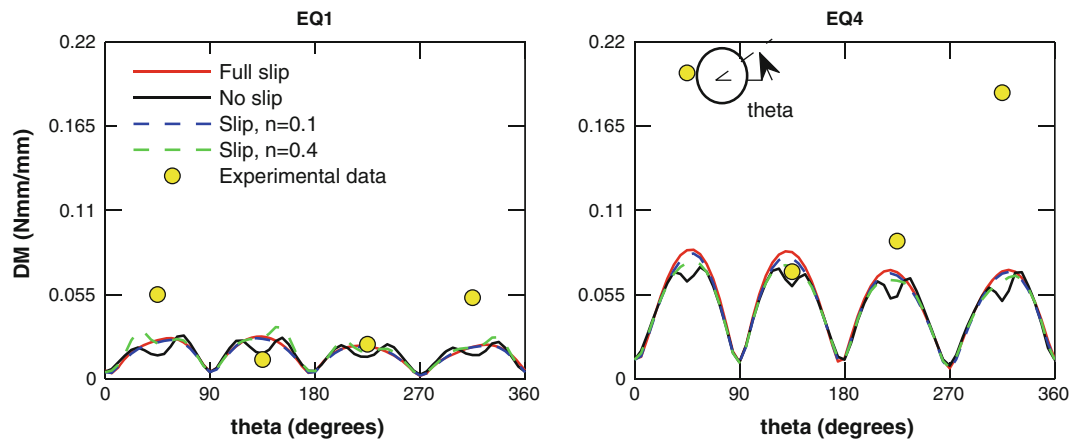 EQ1
EQ4
DM (Nmm/mm)
0.22
0.165
0.11
0.055
0
Full slip
No slip
Slip, n=0.1
Slip, n=0.4
Experimental data
0 90 180 270 360
theta (degrees)
0.22
0.165
0.11
0.055
0
theta
0 90 180 270 360
theta (degrees)